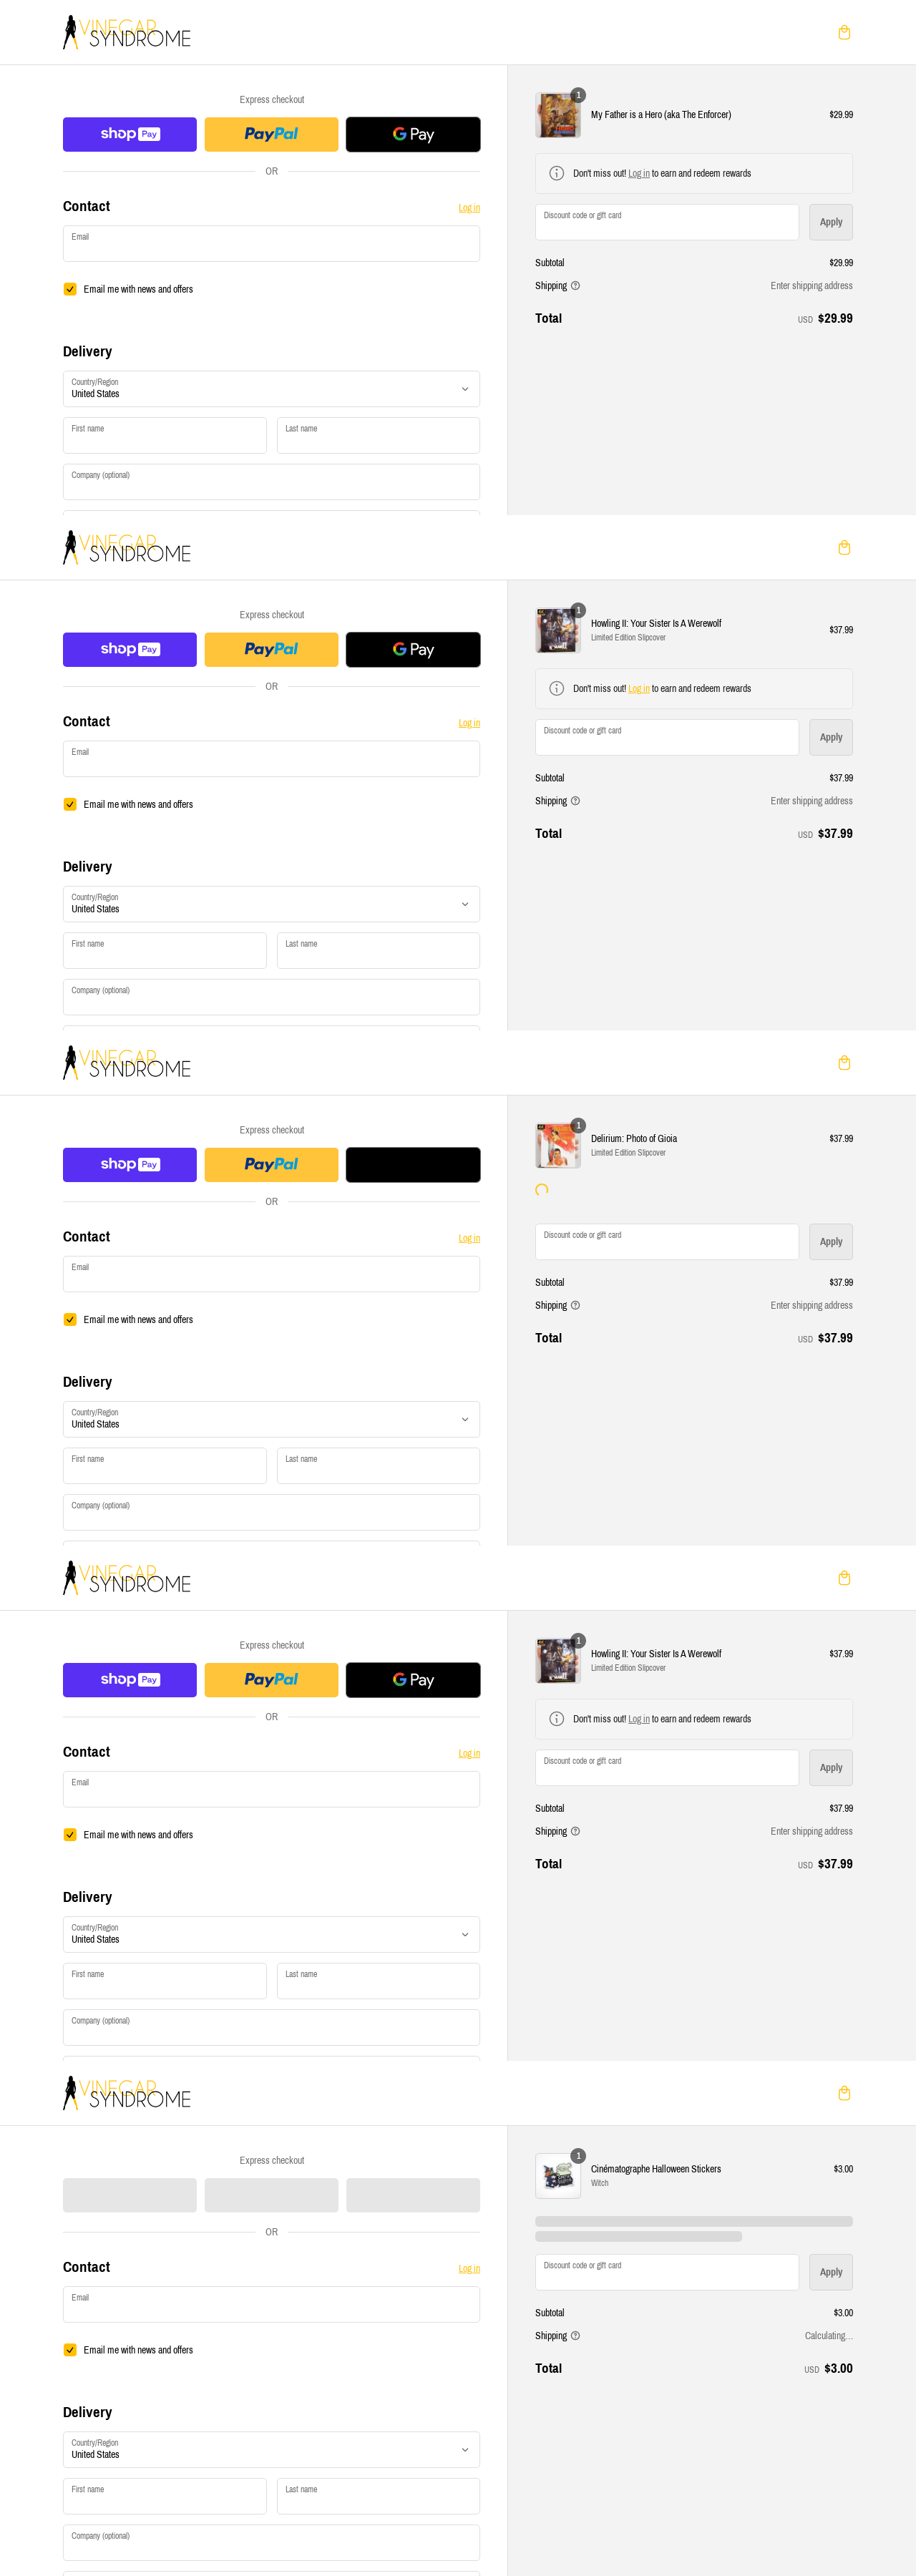 VINEGAR
SYNDROME
Express checkout
shop Pay
PayPal
G Pay
OR
Contact
Log in
Email
Email me with news and offers
Delivery
Country/Region
United States
First name
Last name
Company (optional)
1
My Father is a Hero (aka The Enforcer)
$29.99
Don't miss out! Log in to earn and redeem rewards
Discount code or gift card
Apply
Subtotal
$29.99
Shipping
Enter shipping address
Total
USD $29.99
VINEGAR
SYNDROME
Express checkout
shop Pay
PayPal
G Pay
OR
Contact
Log in
Email
Email me with news and offers
Delivery
Country/Region
United States
First name
Last name
Company (optional)
1
Howling II: Your Sister Is A Werewolf
Limited Edition Slipcover
$37.99
Don't miss out! Log in to earn and redeem rewards
Discount code or gift card
Apply
Subtotal
$37.99
Shipping
Enter shipping address
Total
USD $37.99
VINEGAR
SYNDROME
Express checkout
shop Pay
PayPal
OR
Contact
Log in
Email
Email me with news and offers
Delivery
Country/Region
United States
First name
Last name
Company (optional)
1
Delirium: Photo of Gioia
Limited Edition Slipcover
$37.99
Discount code or gift card
Apply
Subtotal
$37.99
Shipping
Enter shipping address
Total
USD $37.99
VINEGAR
SYNDROME
Express checkout
shop Pay
PayPal
G Pay
OR
Contact
Log in
Email
Email me with news and offers
Delivery
Country/Region
United States
First name
Last name
Company (optional)
1
Howling II: Your Sister Is A Werewolf
Limited Edition Slipcover
$37.99
Don't miss out! Log in to earn and redeem rewards
Discount code or gift card
Apply
Subtotal
$37.99
Shipping
Enter shipping address
Total
USD $37.99
VINEGAR
SYNDROME
Express checkout
OR
Contact
Log in
Email
Email me with news and offers
Delivery
Country/Region
United States
First name
Last name
Company (optional)
1
Cinématographe Halloween Stickers
Witch
$3.00
Discount code or gift card
Apply
Subtotal
$3.00
Shipping
Calculating...
Total
USD $3.00